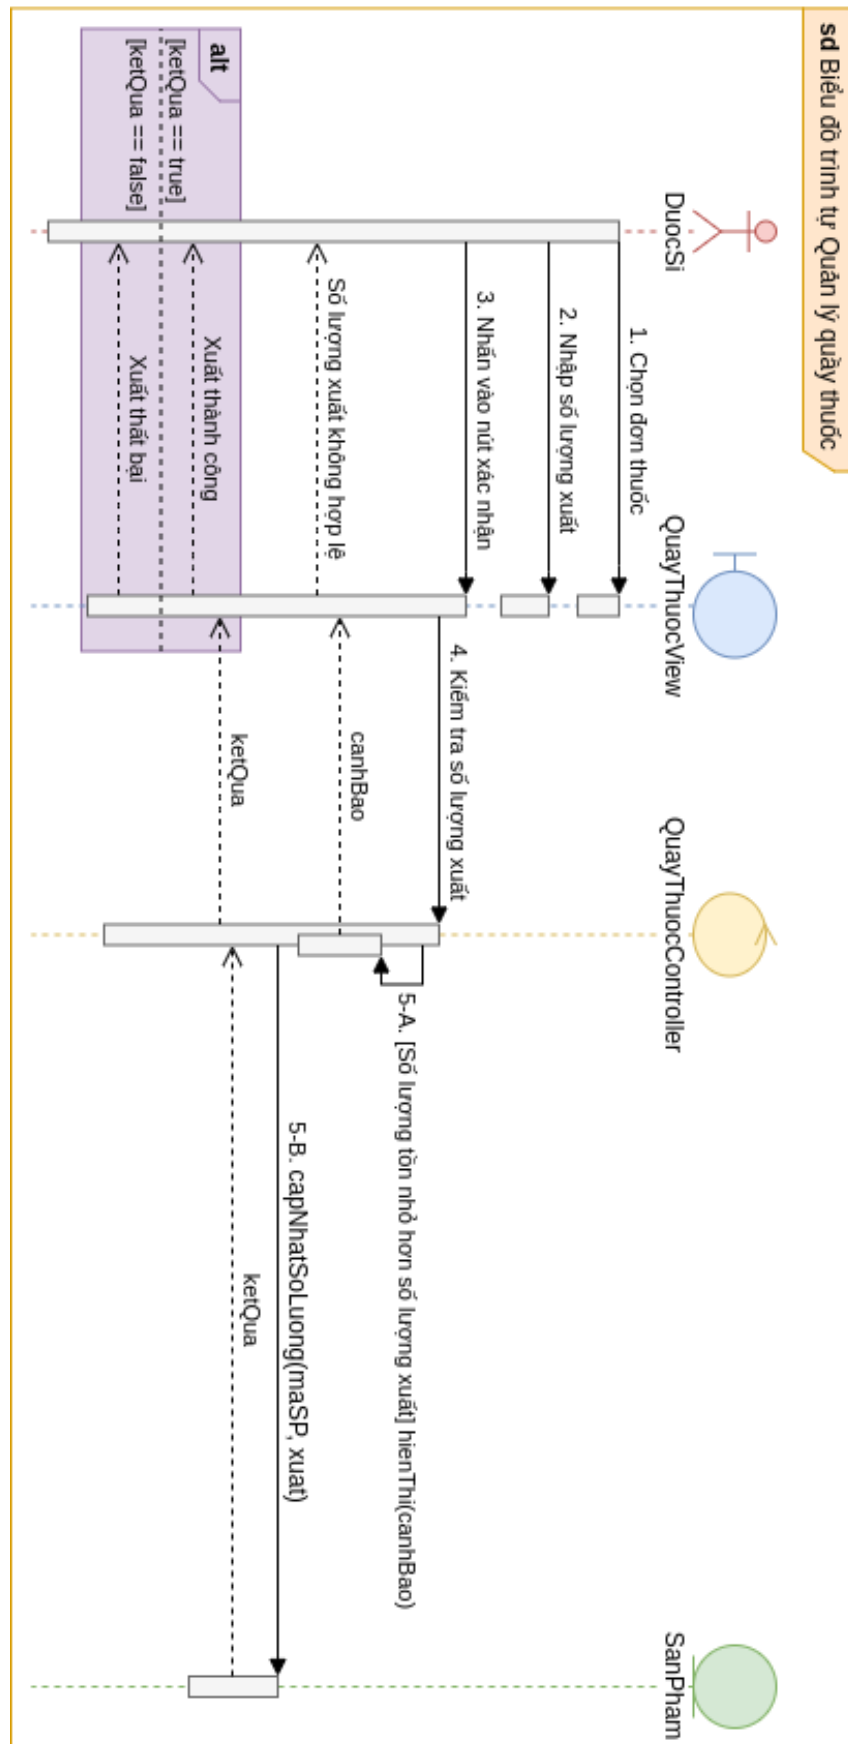 sd Biểu đồ trình tự Quản lý quầy thuốc
DuocSi
QuayThuocView
QuayThuocController
SanPham
1. Chọn đơn thuốc
2. Nhập số lượng xuất
3. Nhấn vào nút xác nhận
4. Kiểm tra số lượng xuất
5-A. [Số lượng tồn nhỏ hơn số lượng xuất] hienThi(canhBao)
canhBao
Số lượng xuất không hợp lệ
5-B. capNhatSoLuong(maSP, xuat)
ketQua
ketQua
alt
[ketQua == true]
Xuất thành công
[ketQua == false]
Xuất thất bại